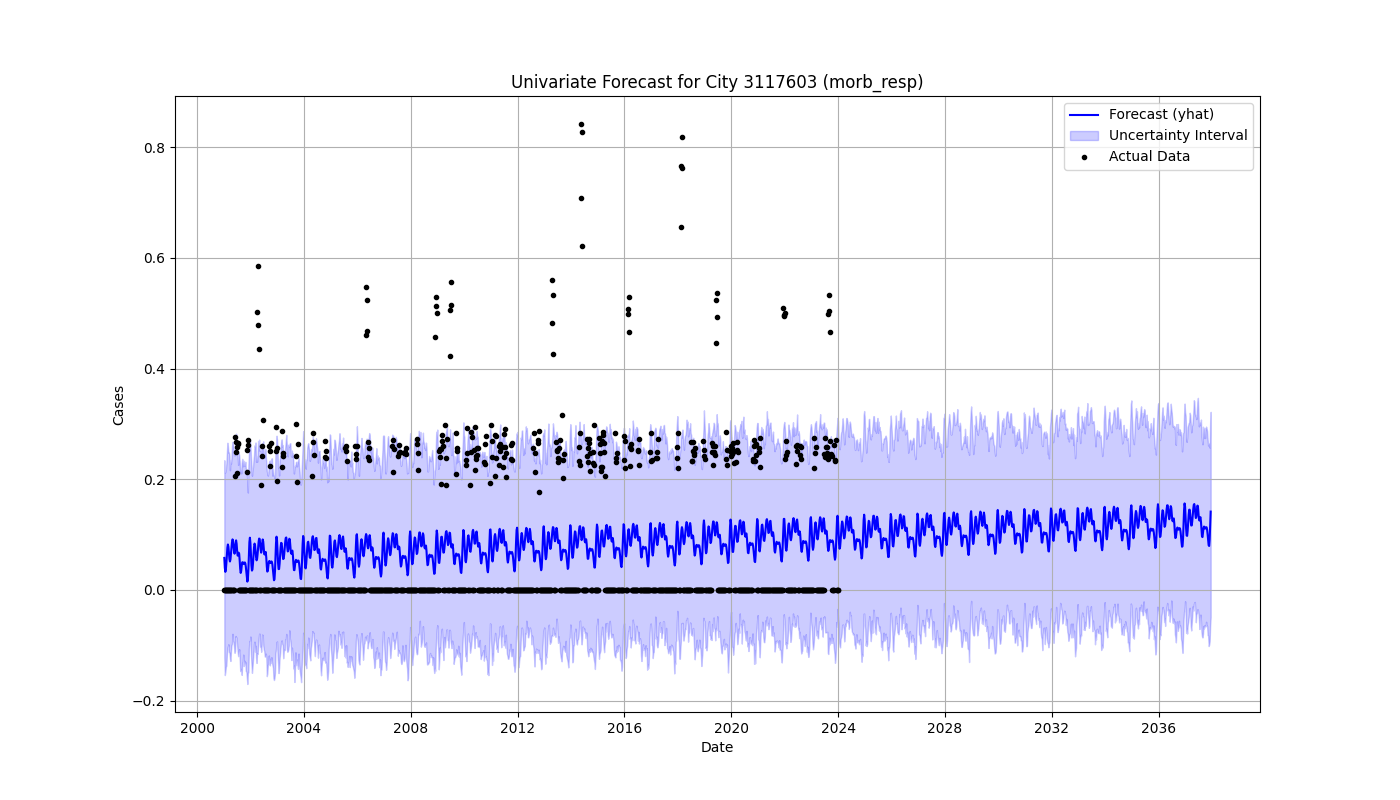 Univariate Forecast for City 3117603 (morb_resp)
Forecast (yhat)
Uncertainty Interval
Actual Data
Cases
0.8
0.6
0.4
0.2
0.0
−0.2
2000 2004 2008 2012 2016 2020 2024 2028 2032 2036
Date